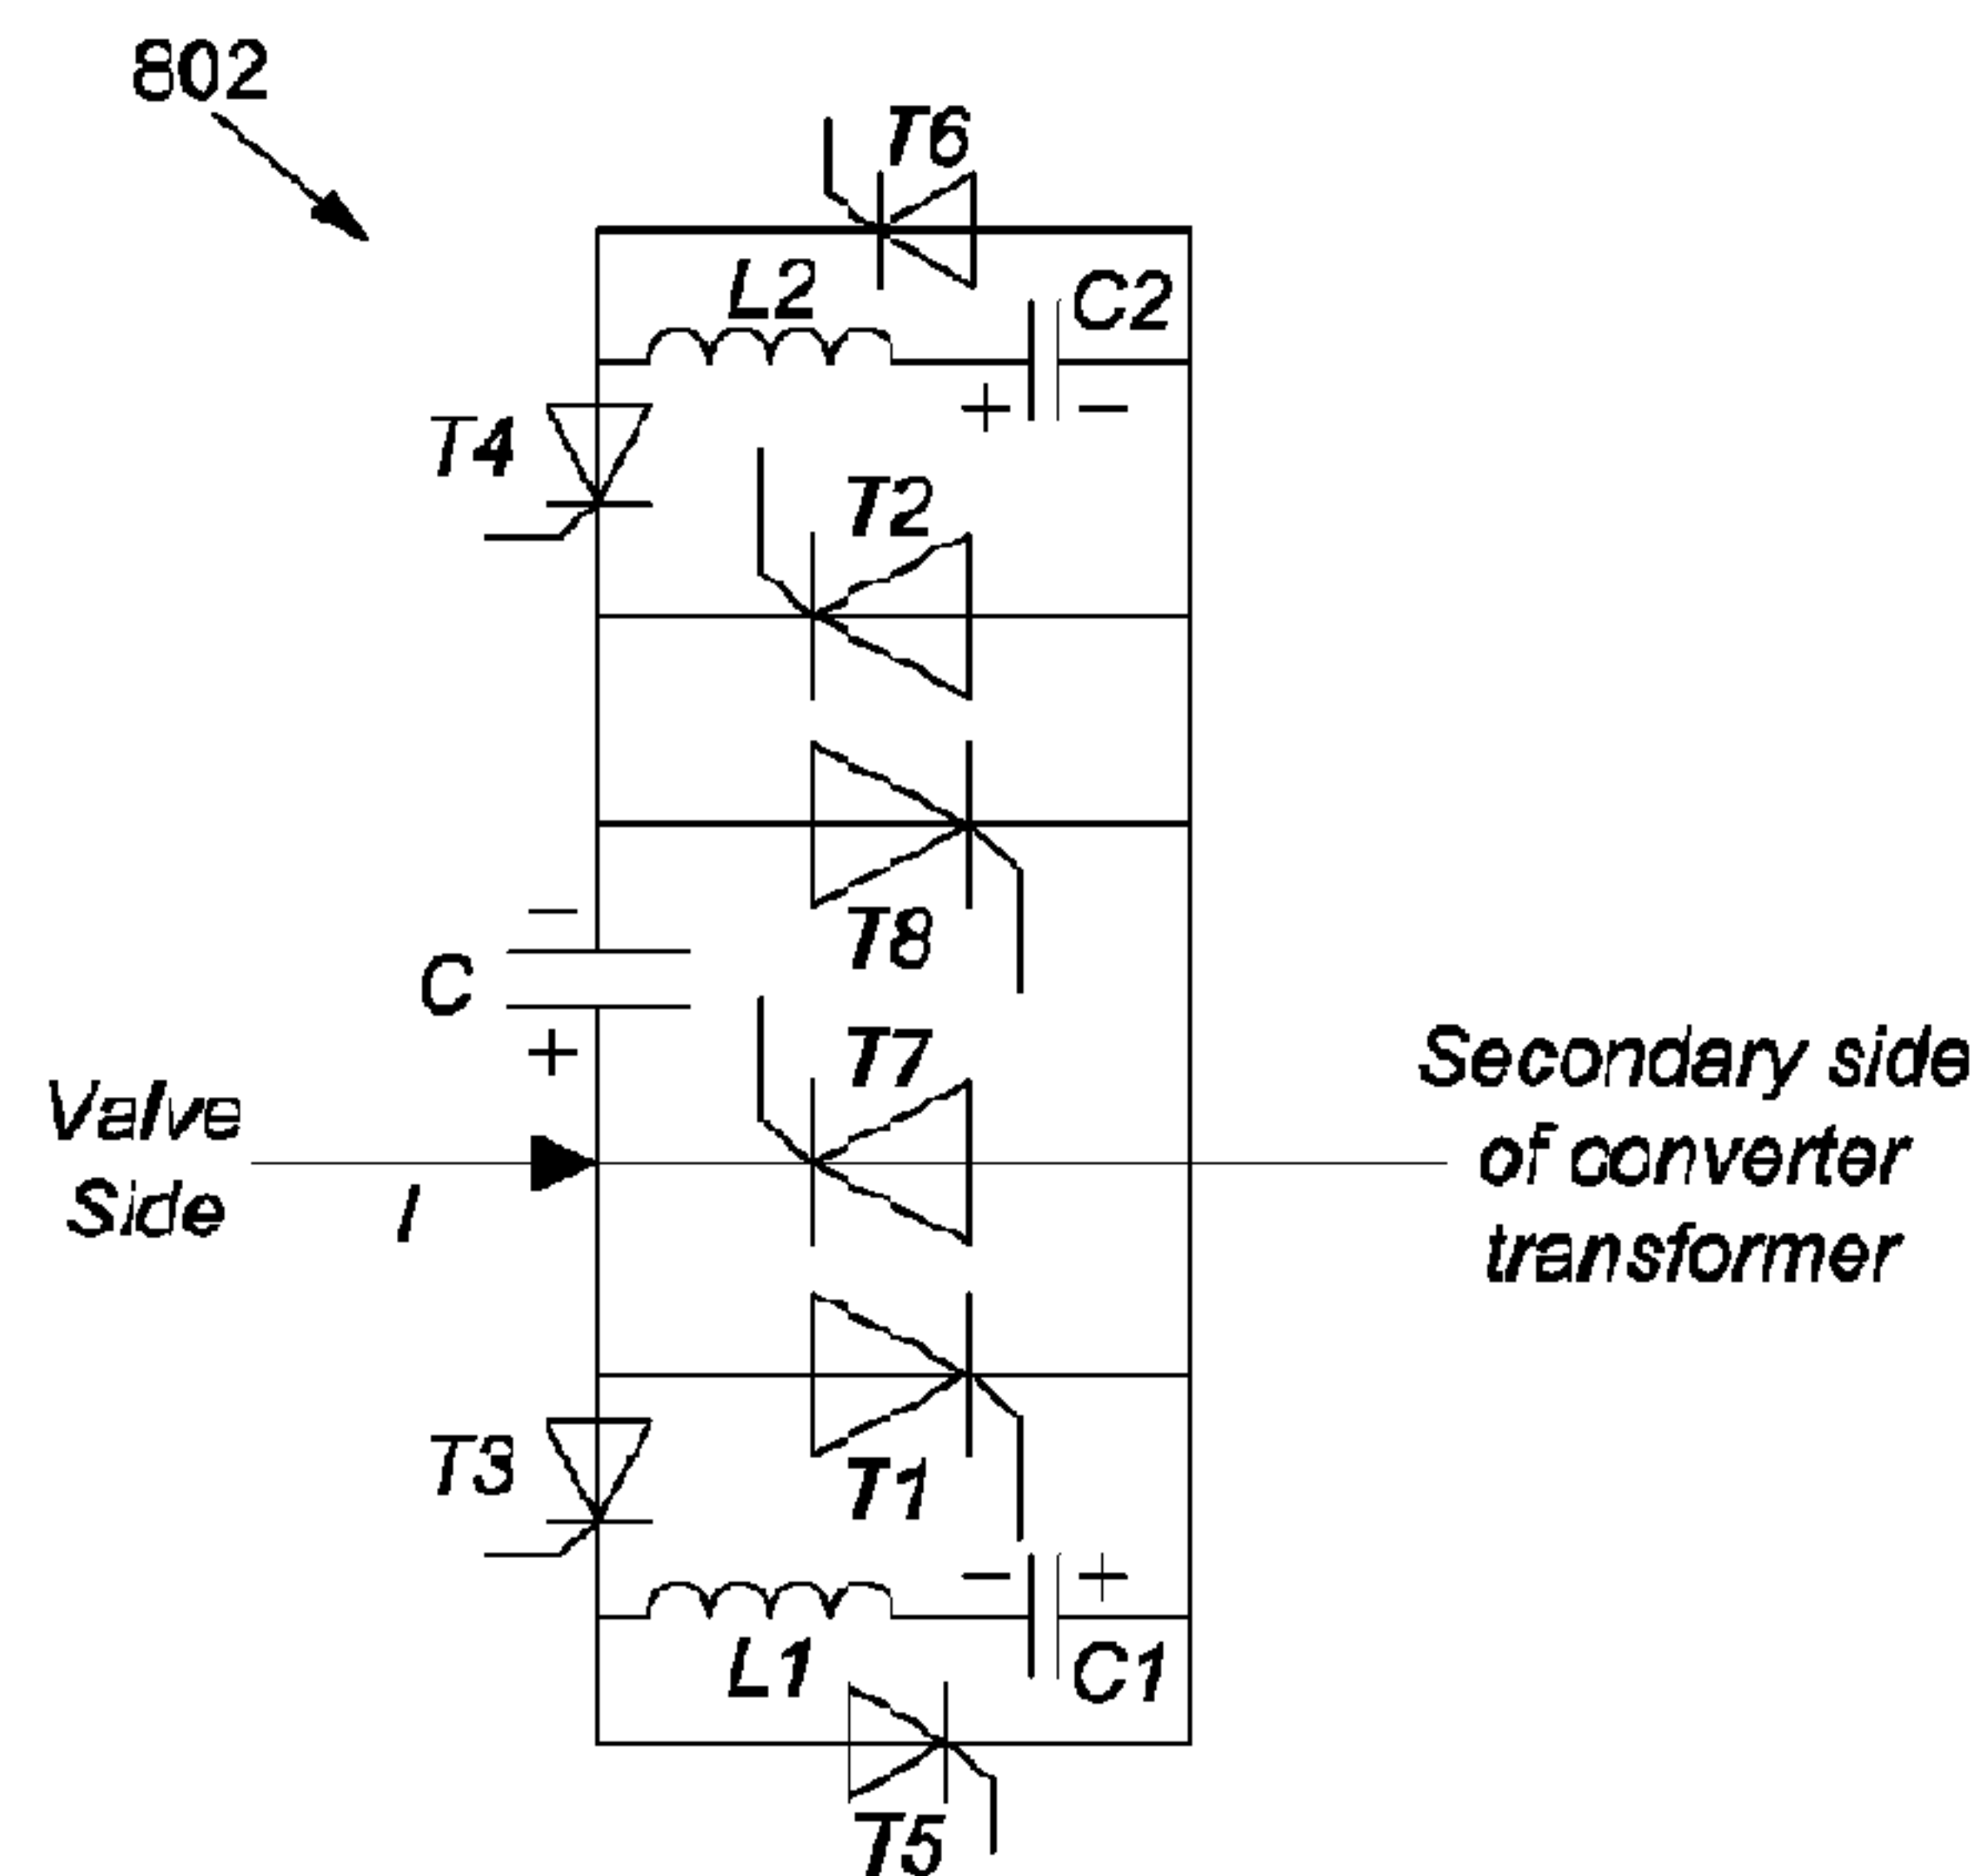 802
T6
L2
C2
+ −
T4
T2
T8
−
C
+
T7
Valve
Side
I
Secondary side
of converter
transformer
T3
T1
− +
L1
C1
T5